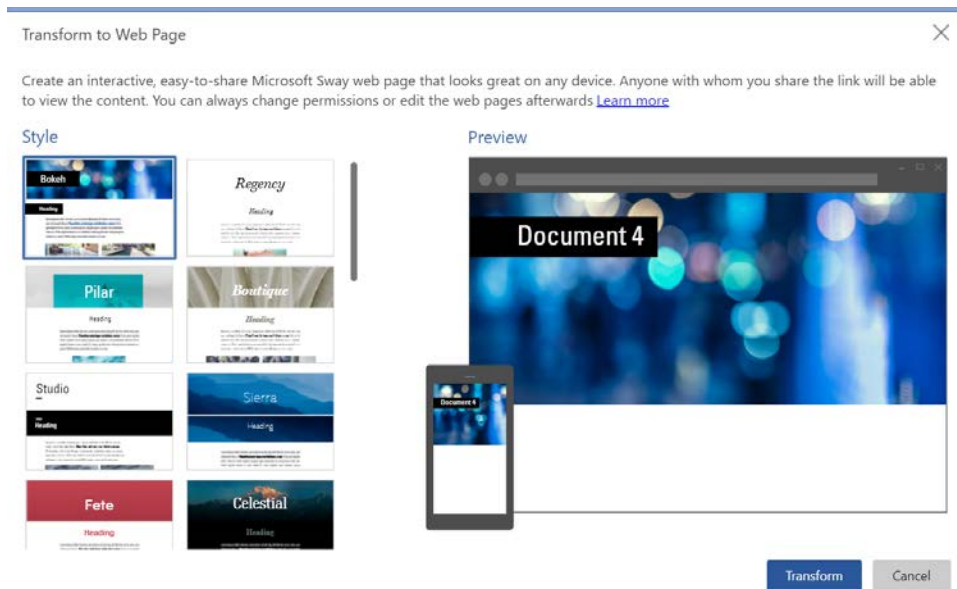 Transform to Web Page
Create an interactive, easy-to-share Microsoft Sway web page that looks great on any device. Anyone with whom you share the link will be able
to view the content. You can always change permissions or edit the web pages afterwards Learn more
Style
Preview
Bokeh
Heading
Regency
Heading
Pilar
Heading
Boutique
Heading
Studio
Heading
Sierra
Heading
Fete
Heading
Celestial
Heading
Document 4
Document 4
Transform
Cancel